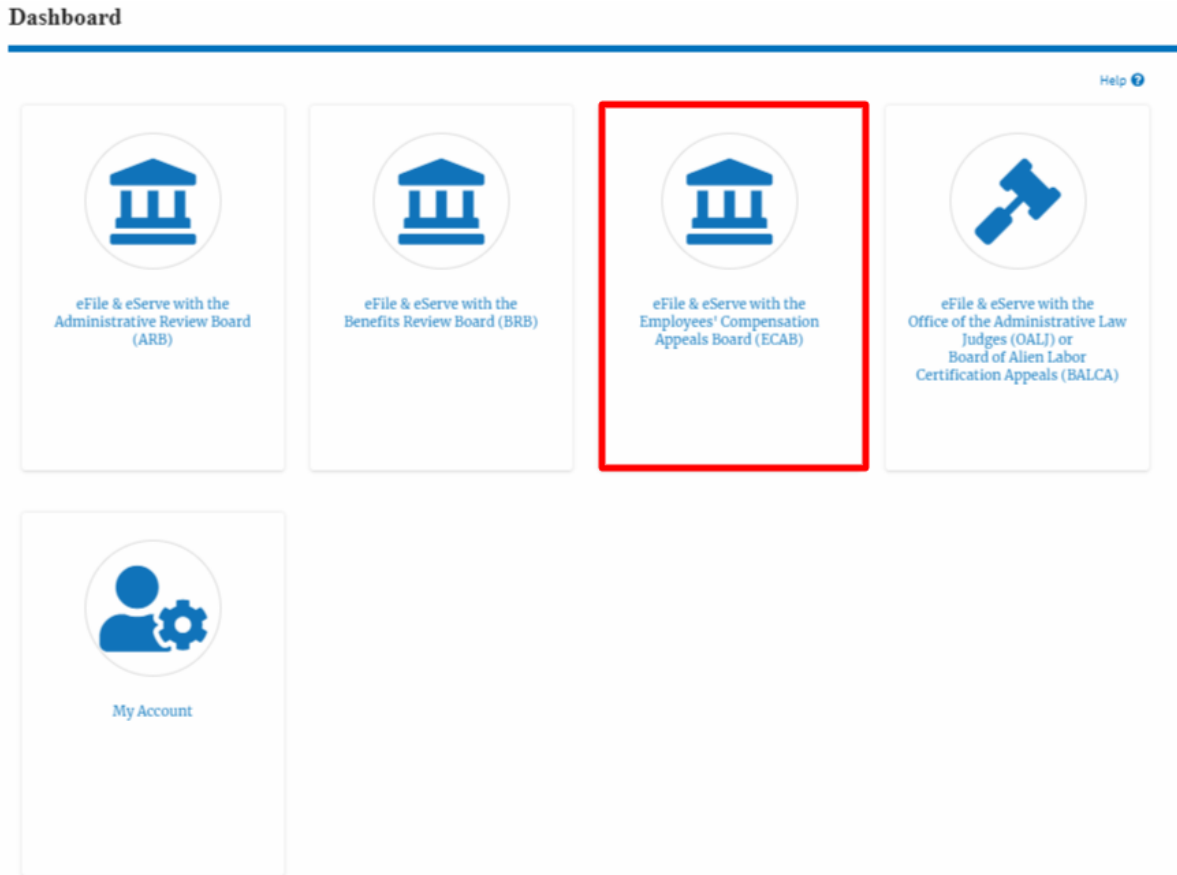 Dashboard
Help
eFile & eServe with the
Administrative Review Board
(ARB)
eFile & eServe with the
Benefits Review Board (BRB)
eFile & eServe with the
Employees' Compensation
Appeals Board (ECAB)
eFile & eServe with the
Office of the Administrative Law
Judges (OALJ) or
Board of Alien Labor
Certification Appeals (BALCA)
My Account